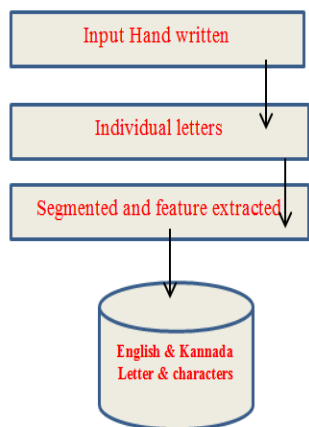 Input Hand written
Individual letters
Segmented and feature extracted
English & Kannada
Letter & characters